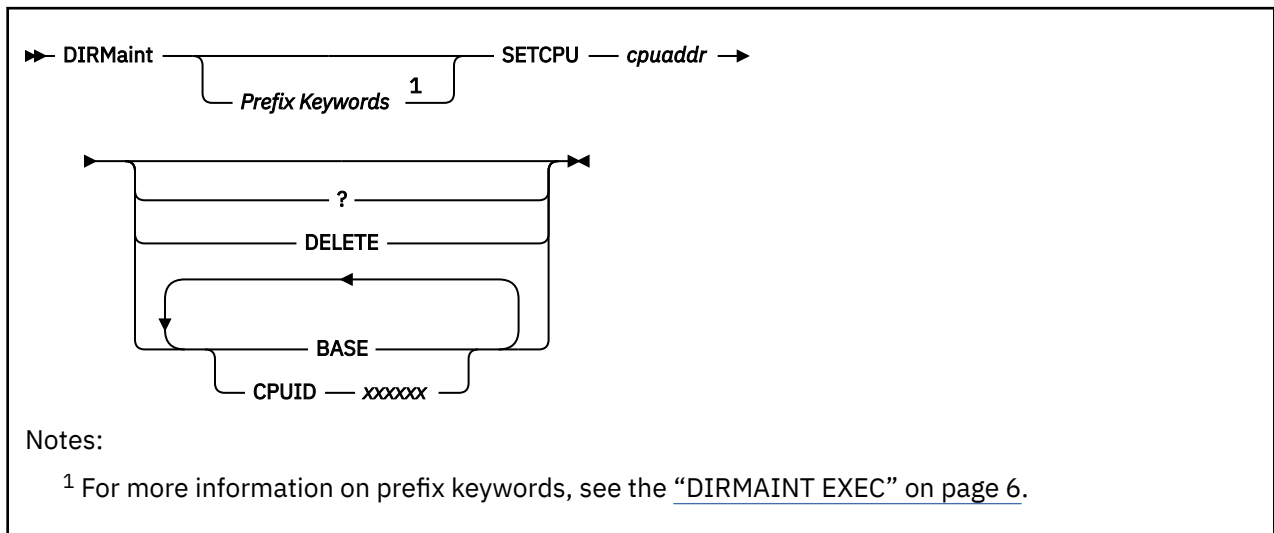 DIRMaint Prefix Keywords 1 SETCPU cpuaddr
?
DELETE
BASE
CPUID xxxxxx
Notes:
1 For more information on prefix keywords, see the “DIRMAINT EXEC” on page 6.